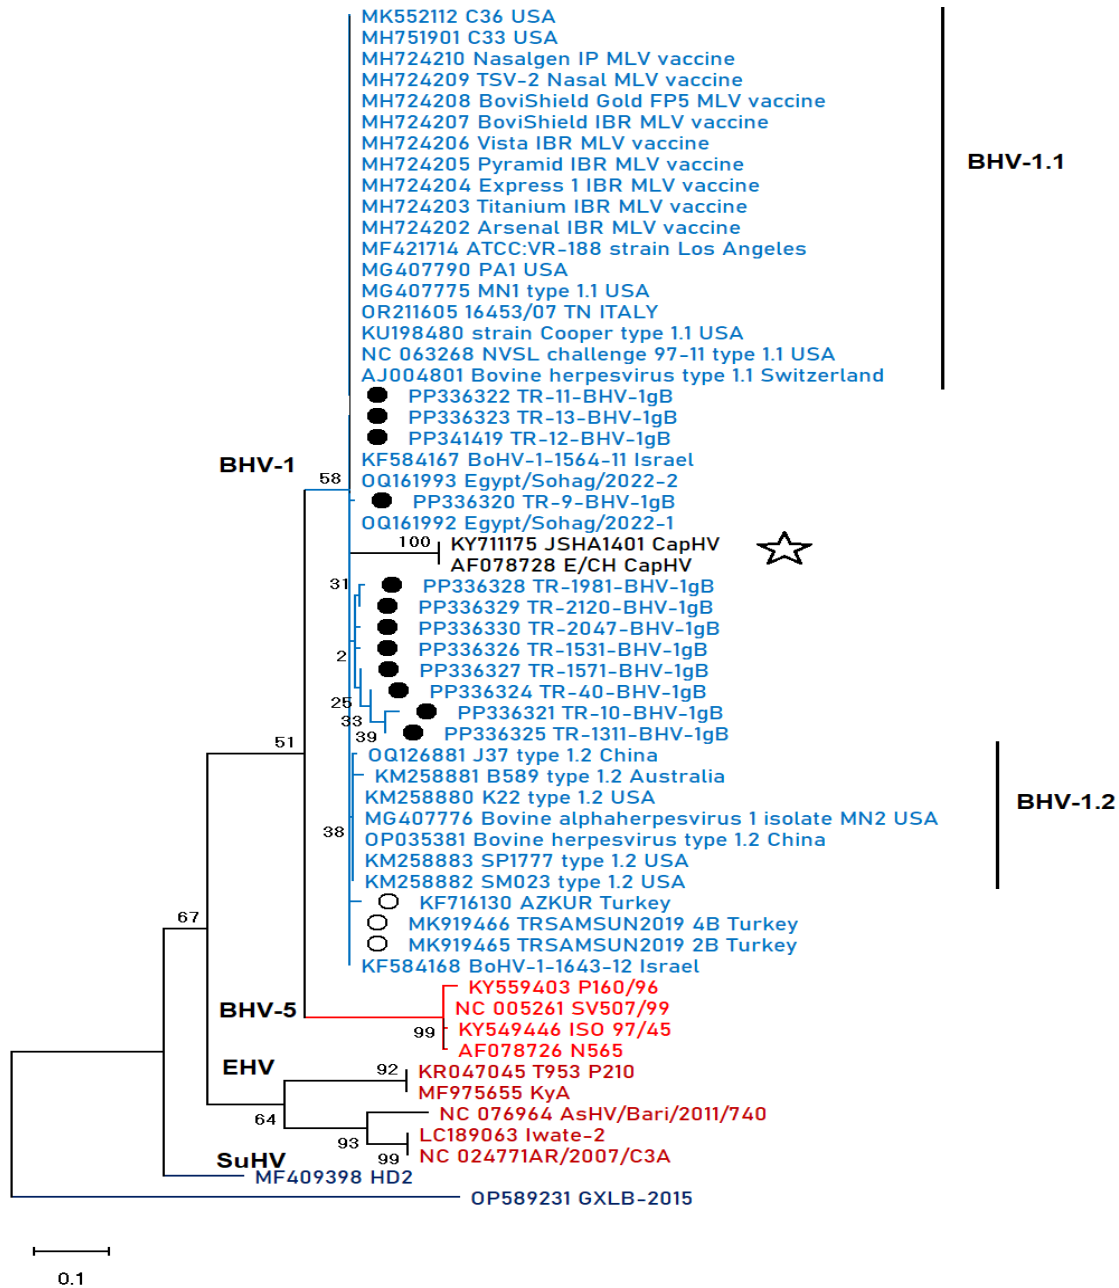 MK552112 C36 USA
MH751901 C33 USA
MH724210 Nasalgen IP MLV vaccine
MH724209 TSV-2 Nasal MLV vaccine
MH724208 BoviShield Gold FP5 MLV vaccine
MH724207 BoviShield IBR MLV vaccine
MH724206 Vista IBR MLV vaccine
BHV-1.1
MH724205 Pyramid IBR MLV vaccine
MH724204 Express 1 IBR MLV vaccine
MH724203 Titanium IBR MLV vaccine
MH724202 Arsenal IBR MLV vaccine
MF421714 ATCC:VR-188 strain Los Angeles
MG407790 PA1 USA
MG407775 MN1 type 1.1 USA
OR211605 16453/07 TN ITALY
KU198480 strain Cooper type 1.1 USA
NC 063268 NVSL challenge 97-11 type 1.1 USA
AJ004801 Bovine herpesvirus type 1.1 Switzerland
PP336322 TR-11-BHV-1gB
PP336323 TR-13-BHV-1gB
PP341419 TR-12-BHV-1gB
BHV-1
KF584167 BoHV-1-1564-11 Israel
58
OQ161993 Egypt/Sohag/2022-2
PP336320 TR-9-BHV-1gB
OQ161992 Egypt/Sohag/2022-1
100
KY711175 JSHA1401 CapHV
AF078728 E/CH CapHV
31
PP336328 TR-1981-BHV-1gB
PP336329 TR-2120-BHV-1gB
PP336330 TR-2047-BHV-1gB
PP336326 TR-1531-BHV-1gB
2
PP336327 TR-1571-BHV-1gB
PP336324 TR-40-BHV-1gB
25
PP336321 TR-10-BHV-1gB
33
PP336325 TR-1311-BHV-1gB
39
51
OQ126881 J37 type 1.2 China
KM258881 B589 type 1.2 Australia
KM258880 K22 type 1.2 USA
BHV-1.2
MG407776 Bovine alphaherpesvirus 1 isolate MN2 USA
38
OP035381 Bovine herpesvirus type 1.2 China
KM258883 SP1777 type 1.2 USA
KM258882 SM023 type 1.2 USA
KF716130 AZKUR Turkey
67
MK919466 TRSAMSUN2019 4B Turkey
MK919465 TRSAMSUN2019 2B Turkey
KF584168 BoHV-1-1643-12 Israel
KY559403 P160/96
BHV-5
NC 005261 SV507/99
99
KY549446 ISO 97/45
AF078726 N565
EHV
92
KR047045 T953 P210
MF975655 KyA
NC 076964 AsHV/Bari/2011/740
64
LC189063 Iwate-2
93
99
NC 024771AR/2007/C3A
SuHV
MF409398 HD2
OP589231 GXLB-2015
0.1